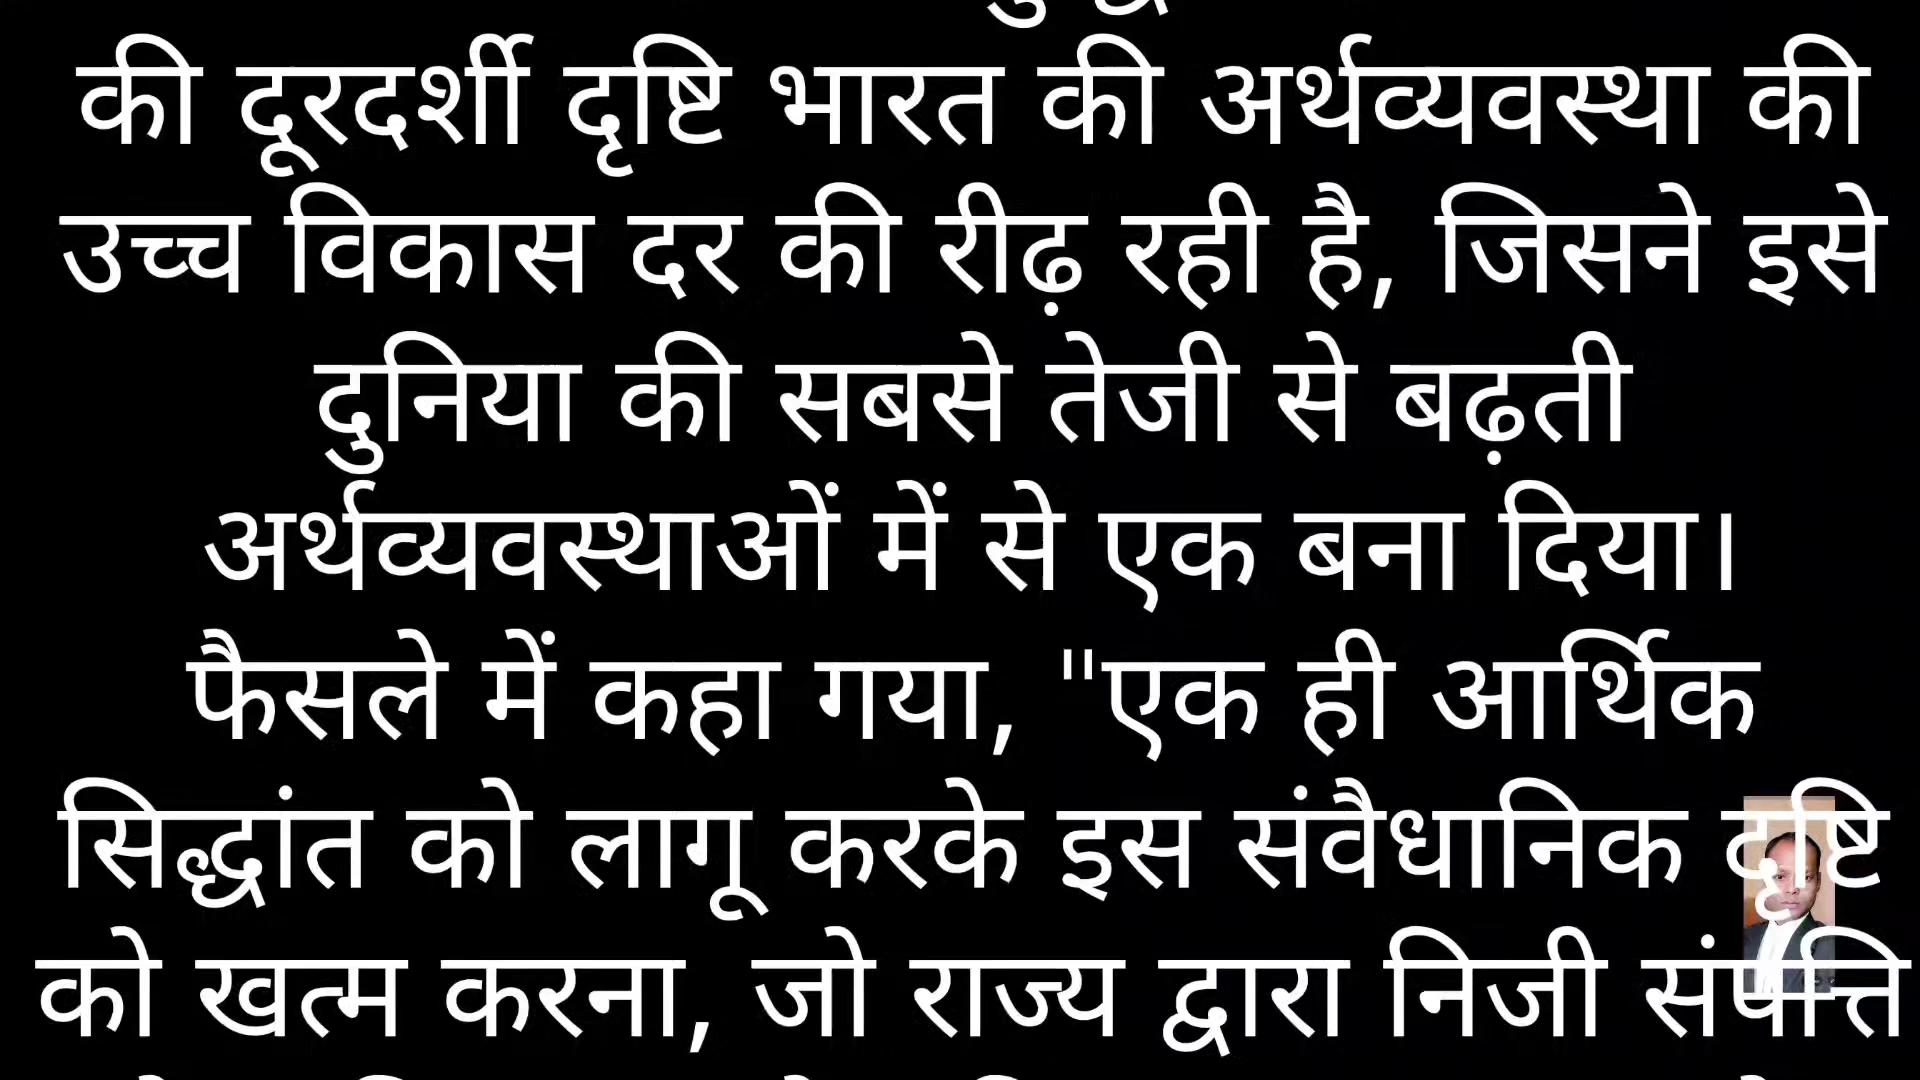 की दूरदर्शी दृष्टि भारत की अर्थव्यवस्था की
उच्च विकास दर की रीढ़ रही है, जिसने इसे
दुनिया की सबसे तेजी से बढ़ती
अर्थव्यवस्थाओं में से एक बना दिया।
फैसले में कहा गया, "एक ही आर्थिक
सिद्धांत को लागू करके इस संवैधानिक दृष्टि
को खत्म करना, जो राज्य द्वारा निजी संपत्ति